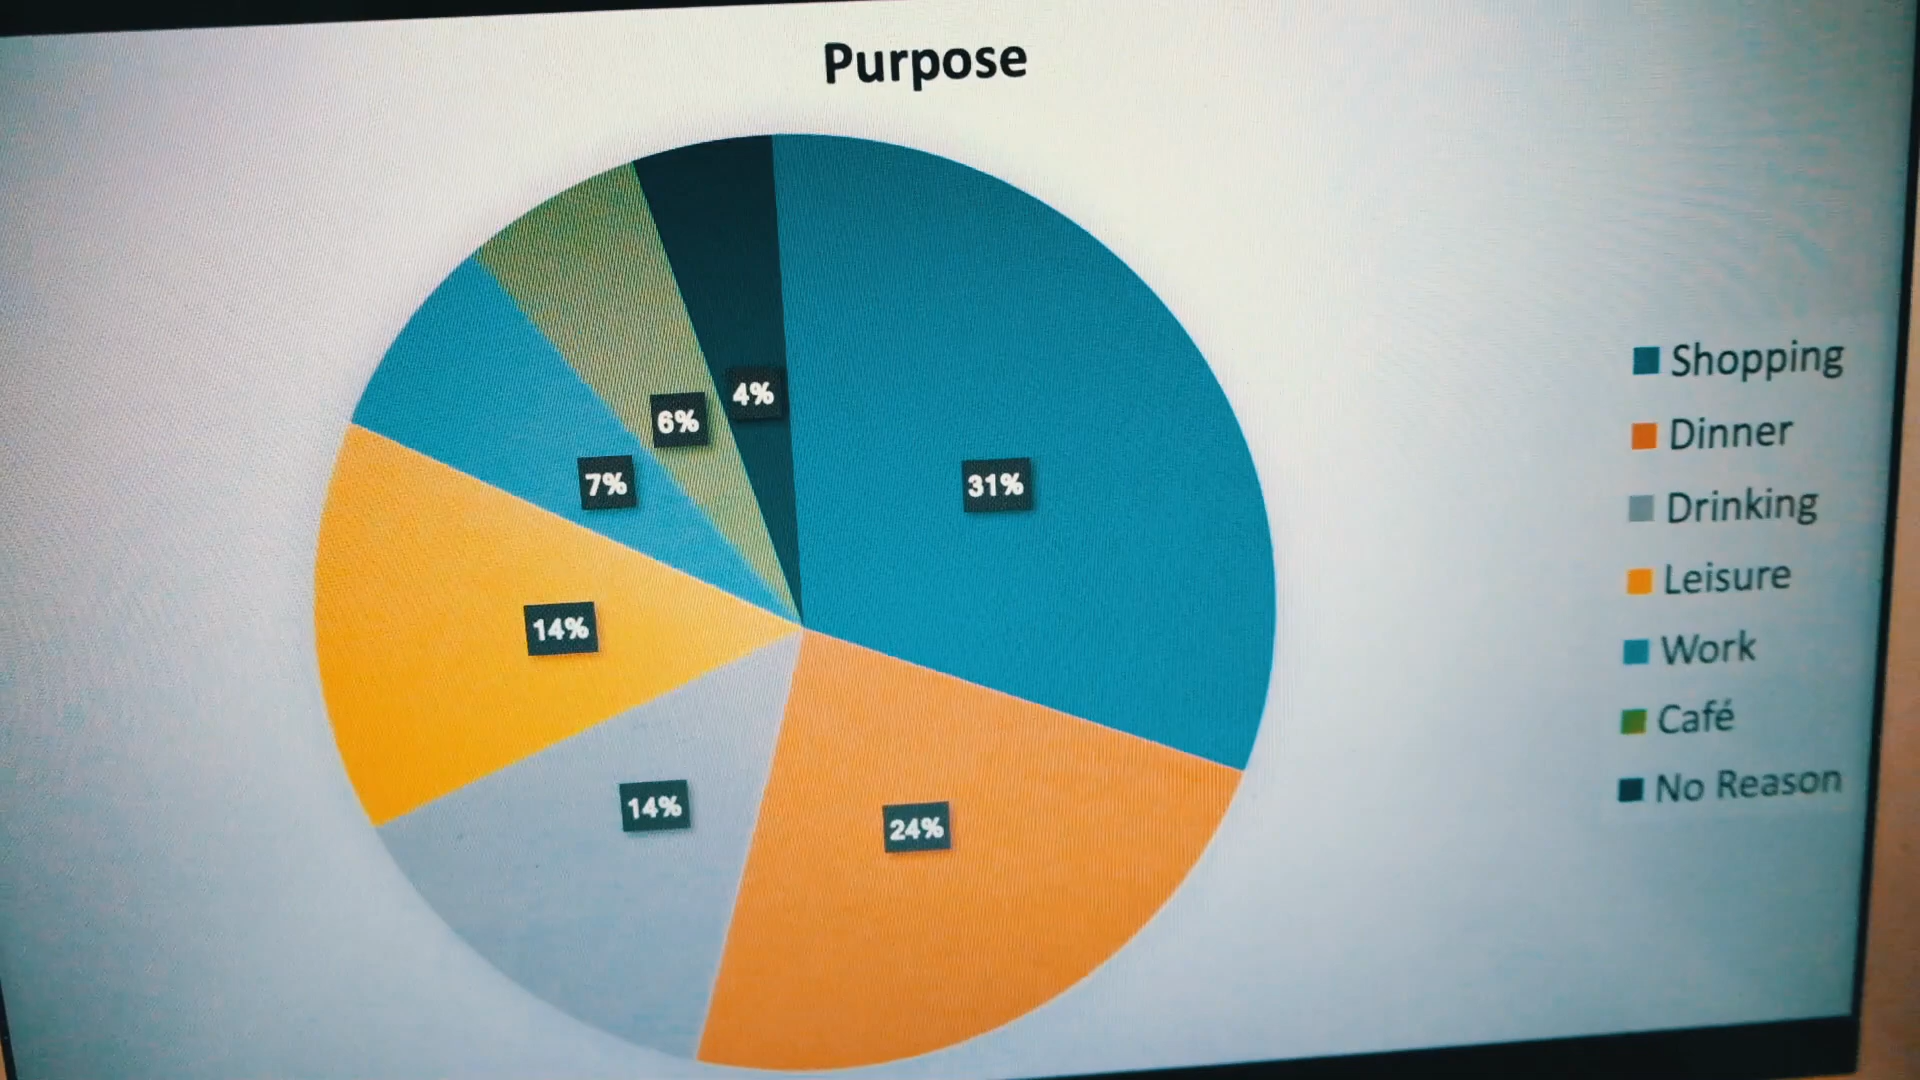 Purpose
4%
6%
7%
31%
14%
14%
24%
Shopping
Dinner
Drinking
Leisure
Work
Café
No Reason